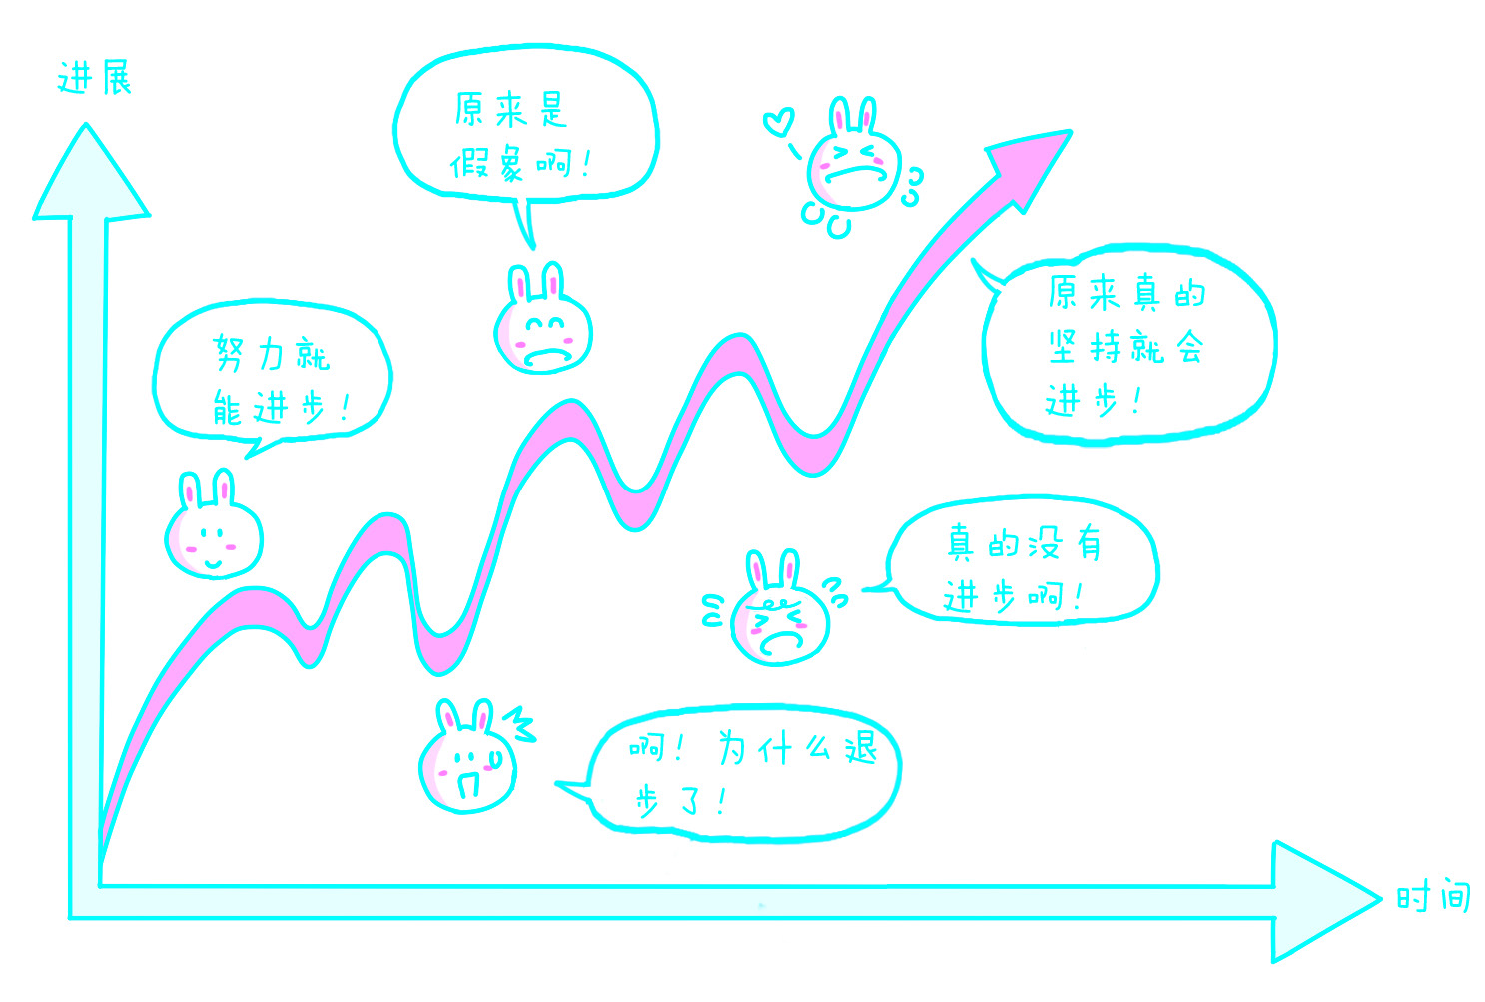 进展
原来是
假象啊！
努力就
能进步！
原来真的
坚持就会
进步！
真的没有
进步啊！
啊！为什么退
步了！
时间